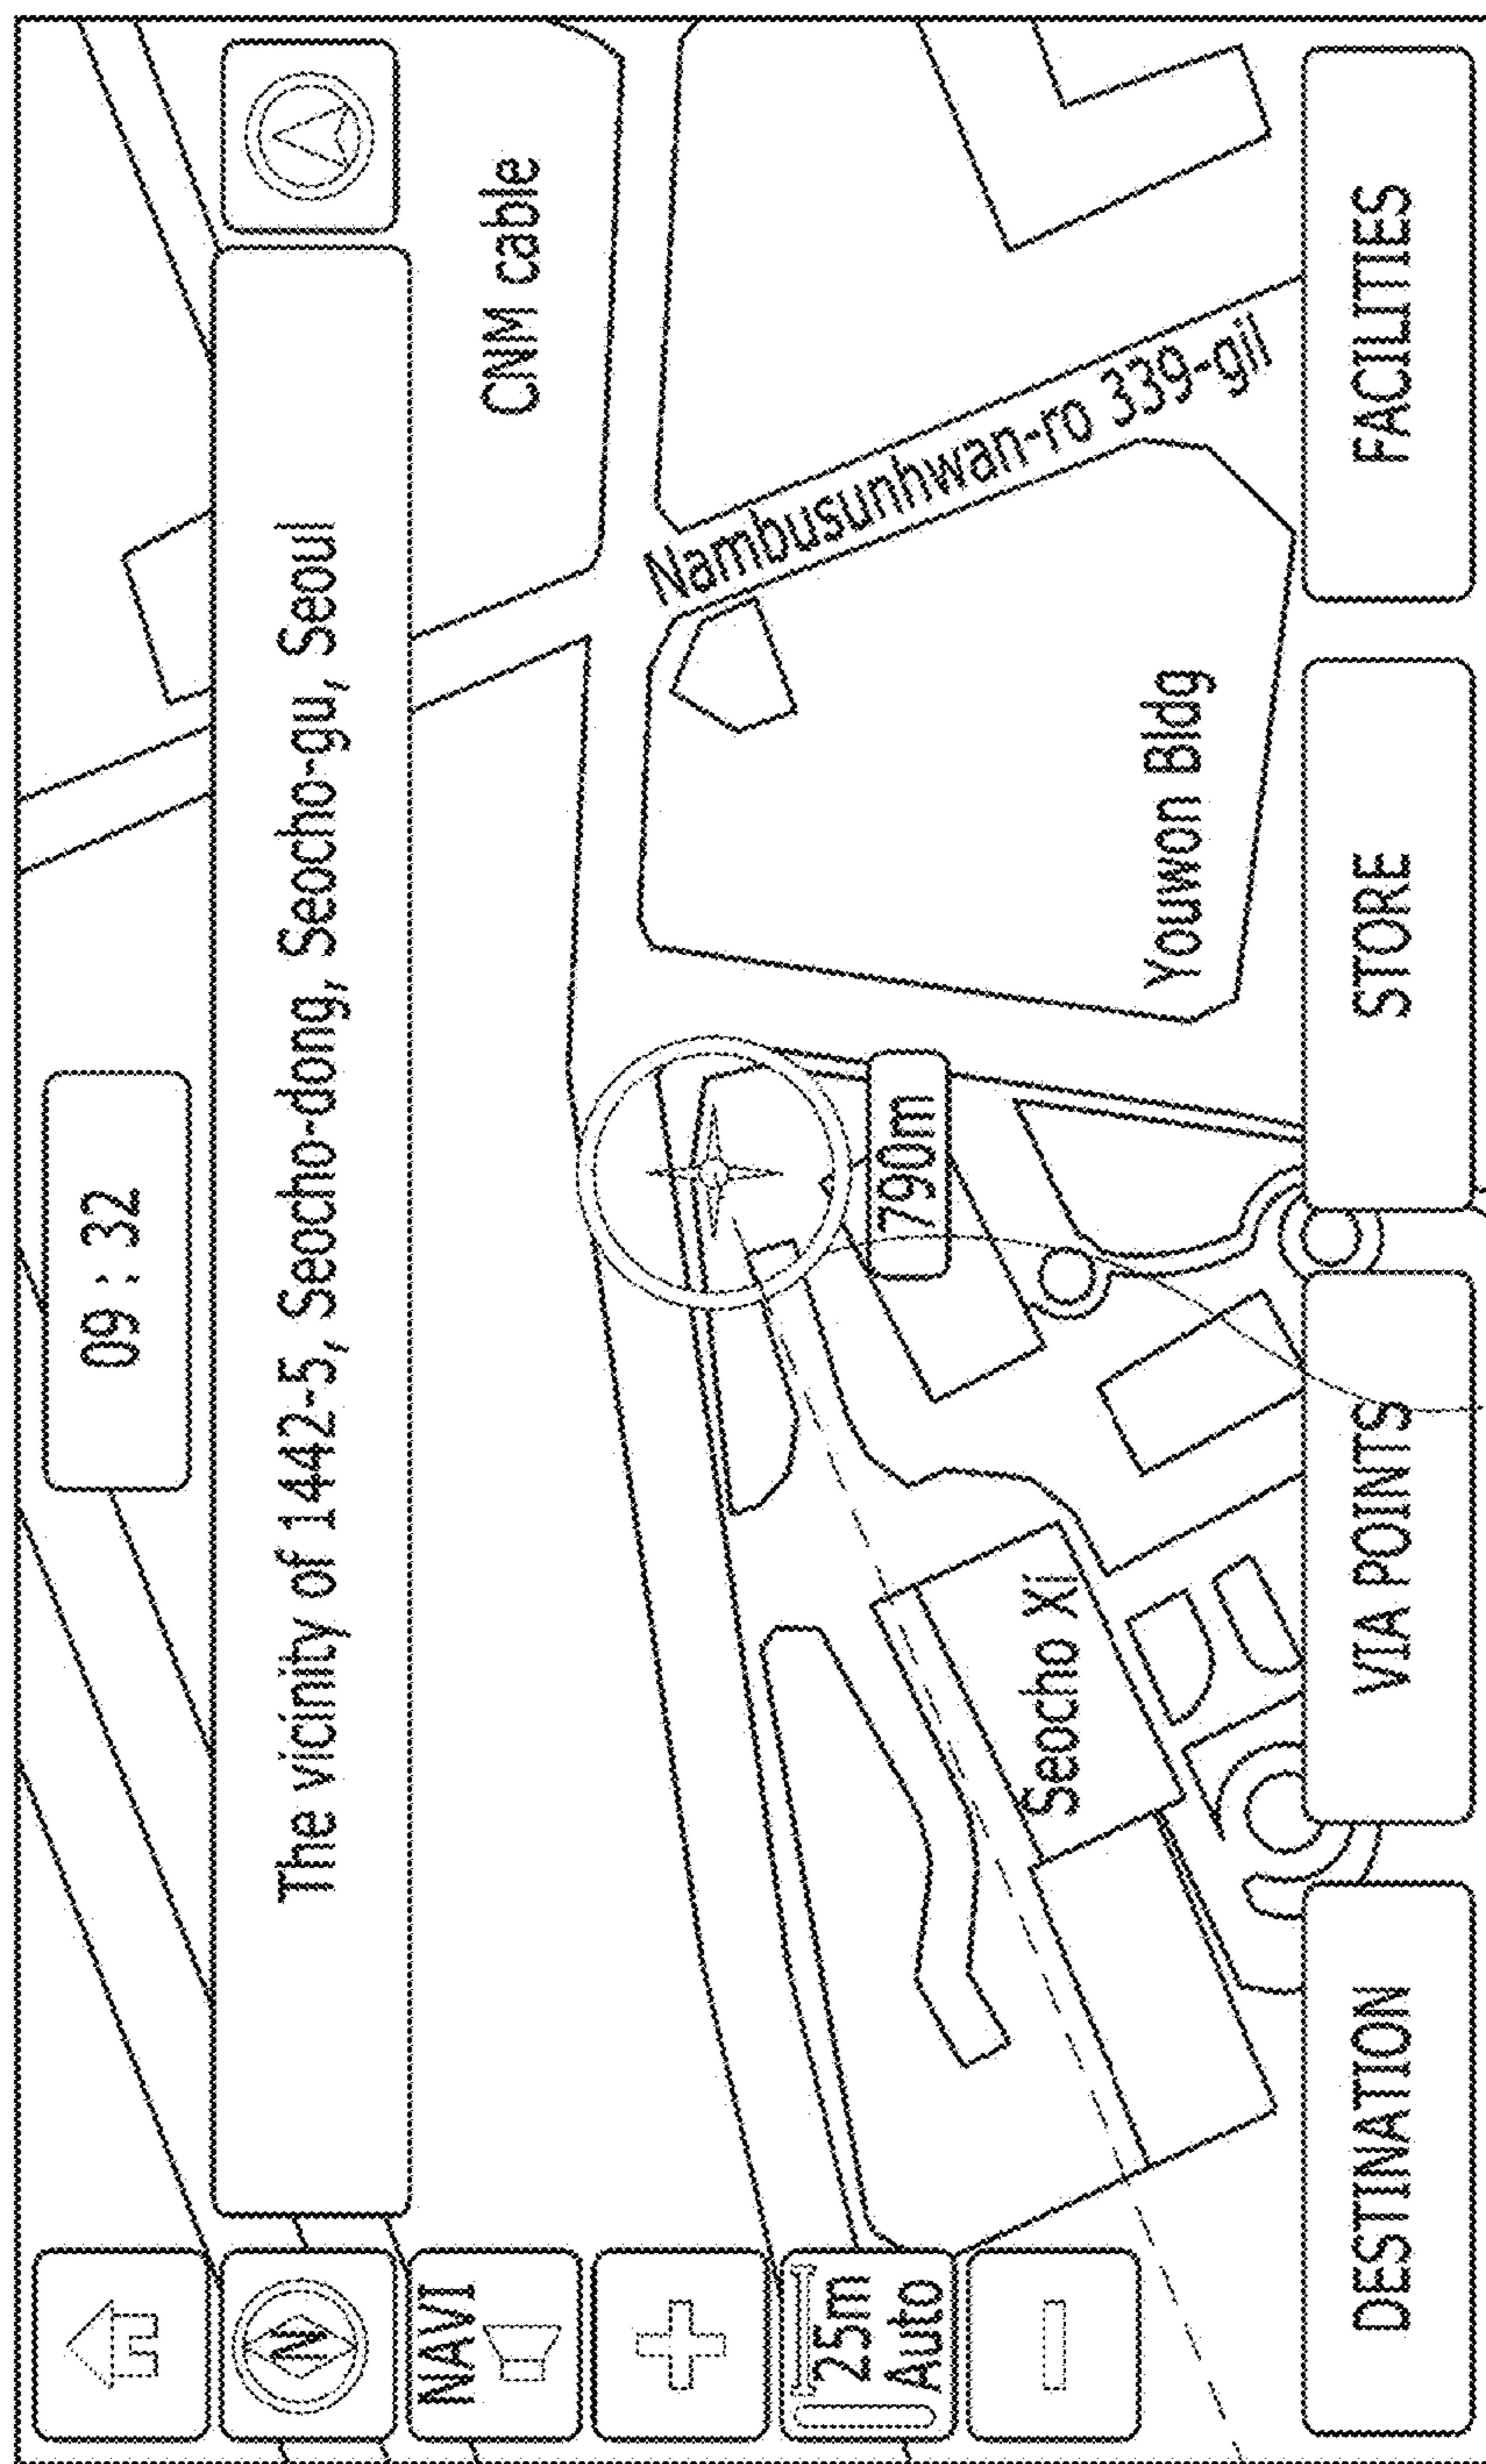 09 : 32
The vicinity of 1442-5, Seocho-dong, Seocho-gu, Seoul
N
NAVI
CNM cable
25m
Auto
Nambusunhwan-ro 339-gil
790m
Seocho Xi
Youwon Bldg
DESTINATION
VIA POINTS
STORE
FACILITIES